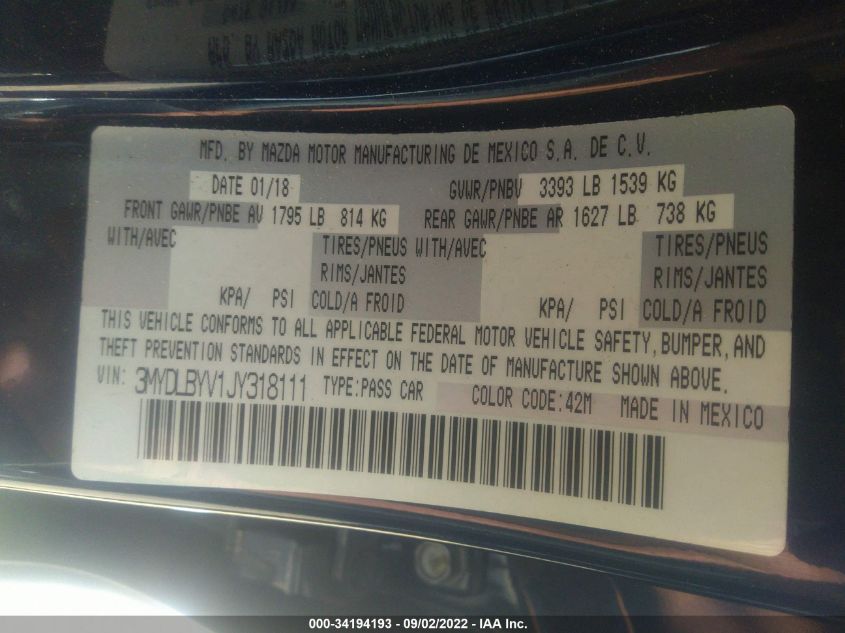 MFD. BY MAZDA MOTOR MANUFACTURING DE MEXICO S.A. DE C.V.
DATE 01/18 GVWR/PNBV 3393 LB 1539 KG
FRONT GAWR/PNBE AV 1795 LB 814 KG REAR GAWR/PNBE AR 1627 LB 738 KG
WITH/AVEC TIRES/PNEUS WITH/AVEC TIRES/PNEUS
RIMS/JANTES RIMS/JANTES
KPA/ PSI COLD/A FROID KPA/ PSI COLD/A FROID
THIS VEHICLE CONFORMS TO ALL APPLICABLE FEDERAL MOTOR VEHICLE SAFETY, BUMPER, AND
THEFT PREVENTION STANDARDS IN EFFECT ON THE DATE OF MANUFACTURE SHOWN ABOVE.
VIN: 3MYDLBYV1JY318111 TYPE:PASS CAR COLOR CODE:42M MADE IN MEXICO
000-34194193 - 09/02/2022 - IAA Inc.